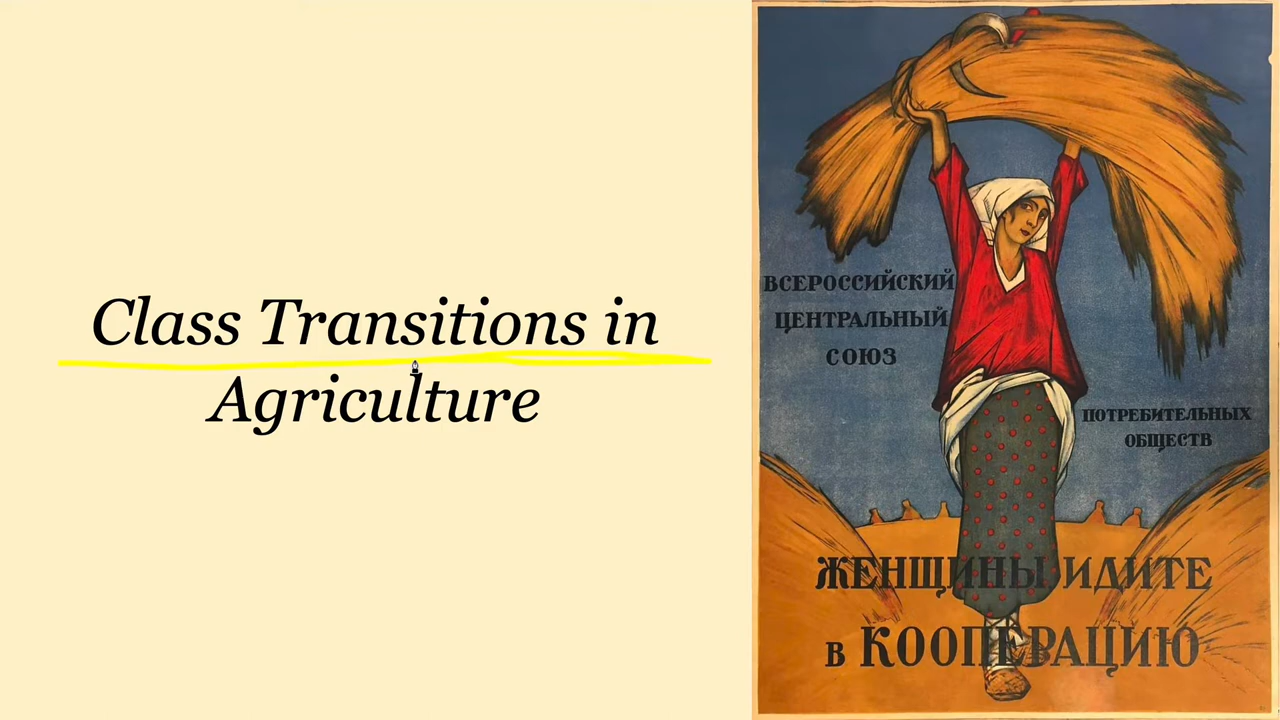 Class Transitions in
Agriculture
ВСЕРОССИЙСКИЙ
ЦЕНТРАЛЬНЫЙ
СОЮЗ
ПОТРЕБИТЕЛЬНЫХ
ОБЩЕСТВ
ЖЕНЩИНЫ ИДИТЕ
в КООПЕРАЦИЮ